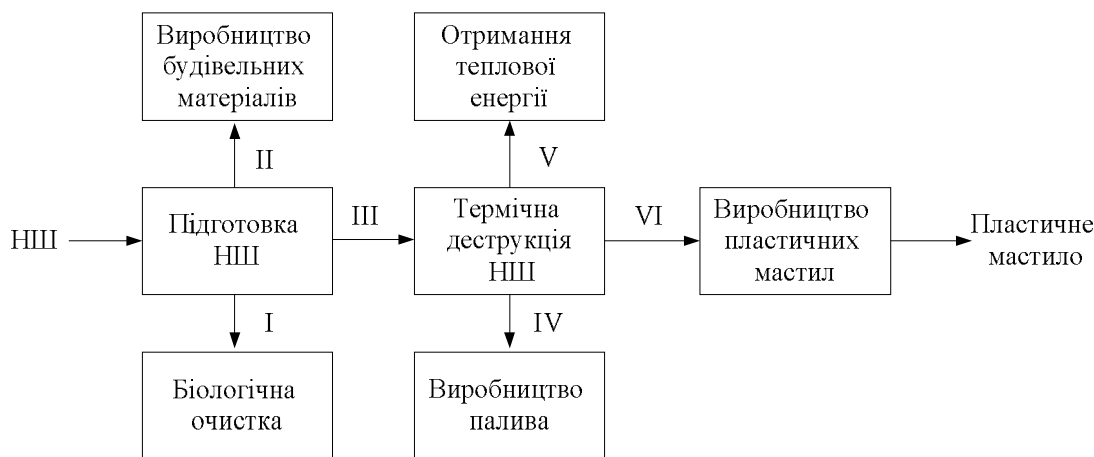 Виробництво
будівельних
матеріалів
Отримання
теплової
енергії
II
V
НШ
Підготовка
НШ
III
Термічна
деструкція
НШ
VI
Виробництво
пластичних
мастил
Пластичне
мастило
I
IV
Біологічна
очистка
Виробництво
палива